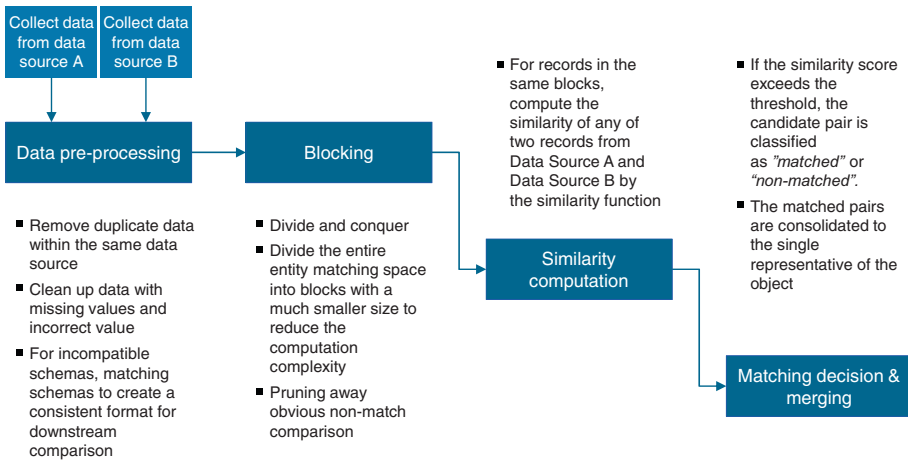 Collect data
from data
source A
Collect data
from data
source B
Data pre-processing
▪ Remove duplicate data
within the same data
source
▪ Clean up data with
missing values and
incorrect value
▪ For incompatible
schemas, matching
schemas to create a
consistent format for
downstream
comparison
Blocking
▪ Divide and conquer
▪ Divide the entire
entity matching space
into blocks with a
much smaller size to
reduce the
computation
complexity
▪ Pruning away
obvious non-match
comparison
▪ For records in the
same blocks,
compute the
similarity of any of
two records from
Data Source A and
Data Source B by
the similarity function
Similarity
computation
▪ If the similarity score
exceeds the
threshold, the
candidate pair is
classified
as ”matched” or
“non-matched”.
▪ The matched pairs
are consolidated to
the single
representative of the
object
Matching decision &
merging